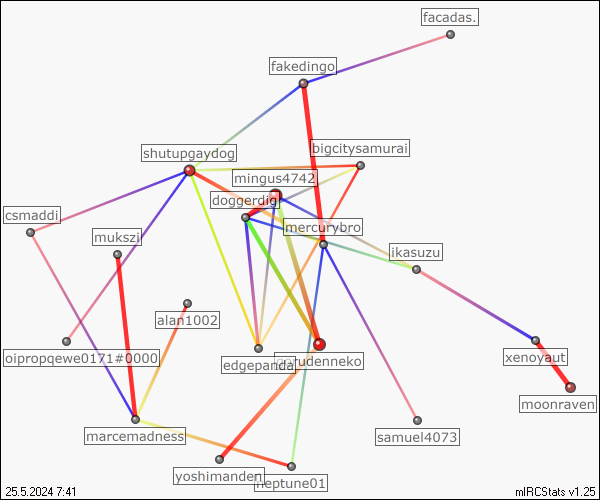 facadas.
fakedingo
bigcitysamurai
shutupgaydog
mingus4742
doggerdig
csmaddi
mercurybro
mukszi
ikasuzu
alan1002
oipropqewe0171#0000
edgepanda
xenoyaut
moonraven
marcemadness
samuel4073
yoshimanden
neptune01
25.5.2024 7:41
mIRCStats v1.25